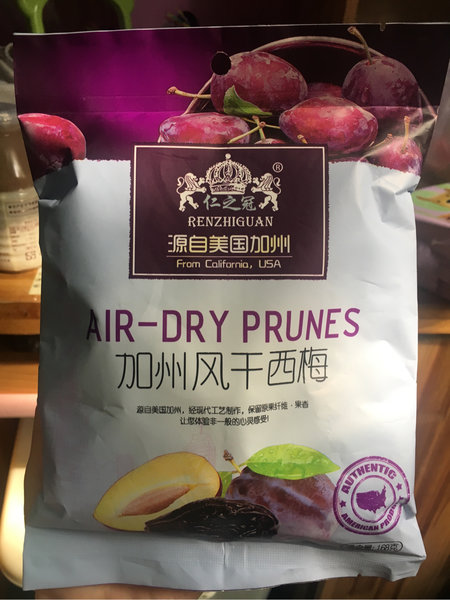 ®
仁之冠
RENZHIGUAN
源自美国加州
From California, USA
AIR-DRY PRUNES
加州风干西梅
源自美国加州，经现代工艺制作，保留原果纤维·果香
让您体验非一般的心灵感受！
AUTHENTIC
AMERICAN